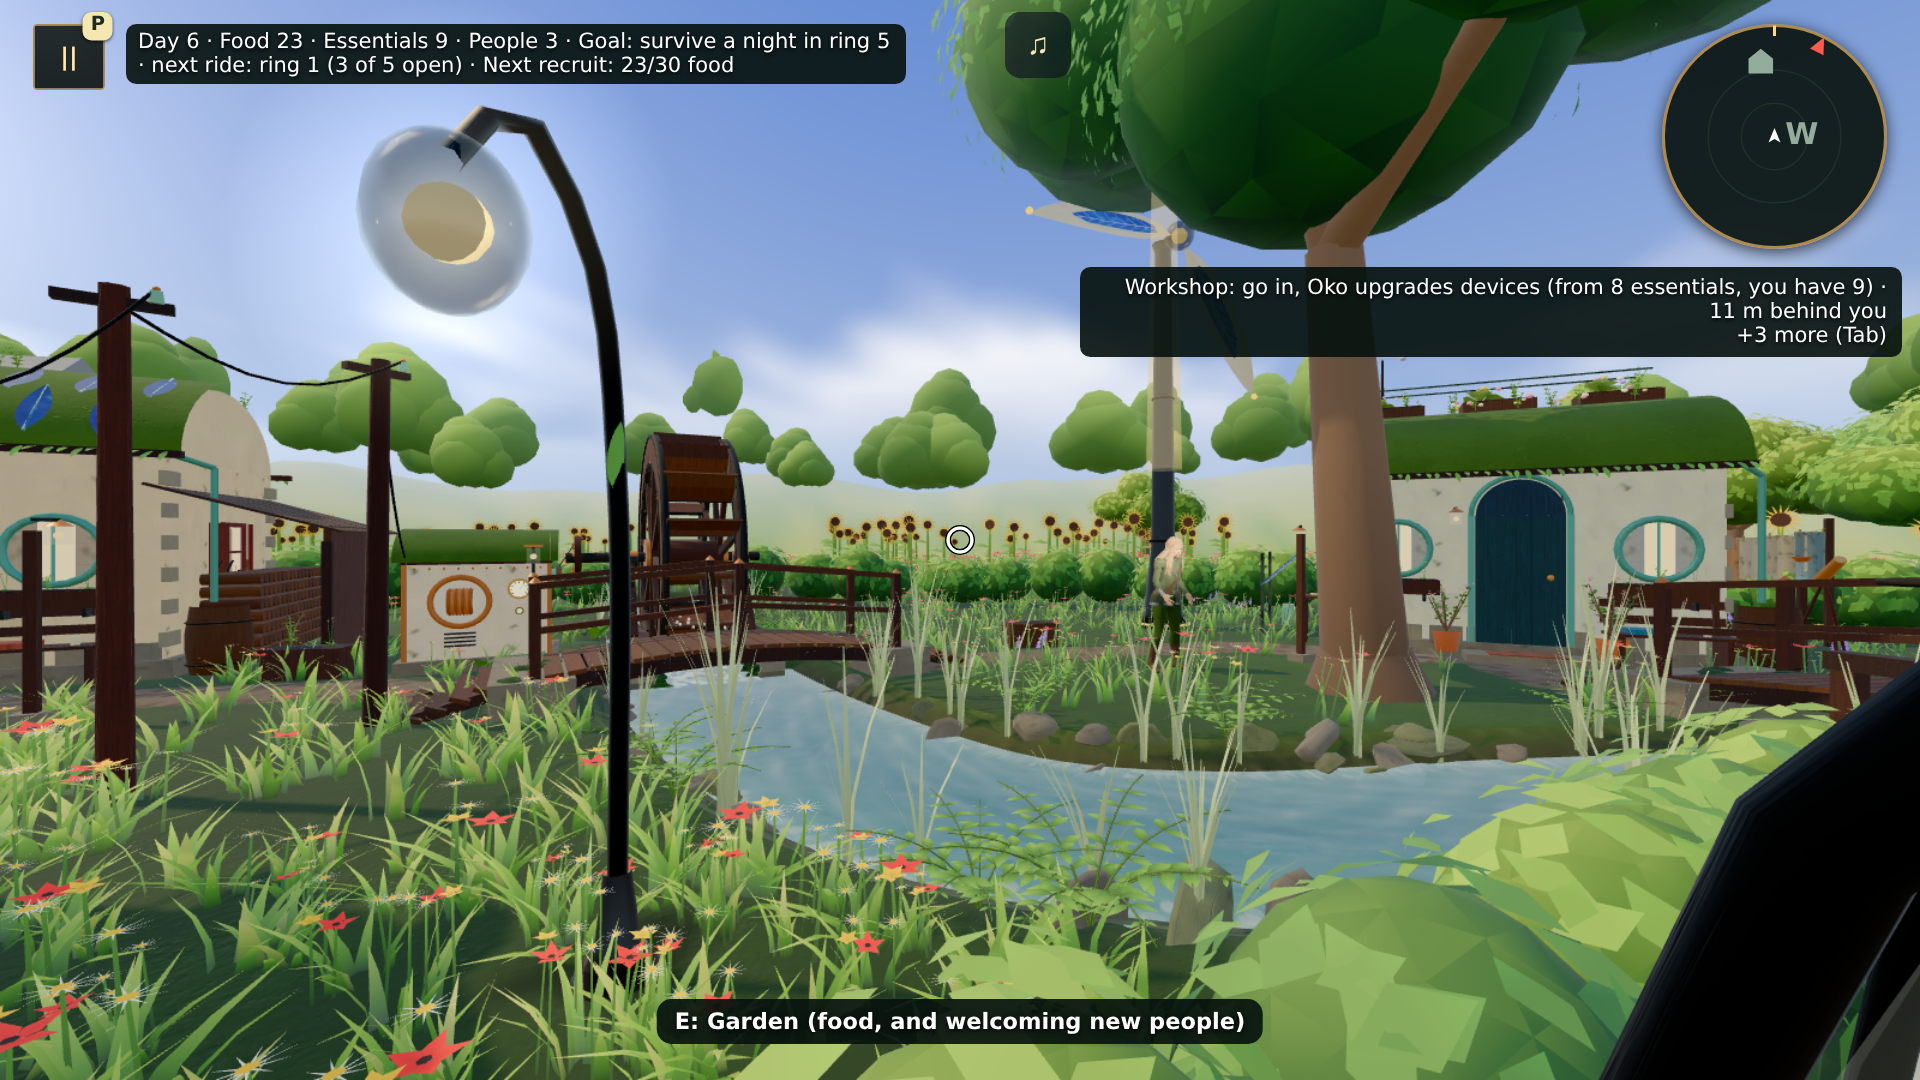 P
Day 6 · Food 23 · Essentials 9 · People 3 · Goal: survive a night in ring 5
· next ride: ring 1 (3 of 5 open) · Next recruit: 23/30 food
W
Workshop: go in, Oko upgrades devices (from 8 essentials, you have 9) ·
11 m behind you
+3 more (Tab)
E: Garden (food, and welcoming new people)